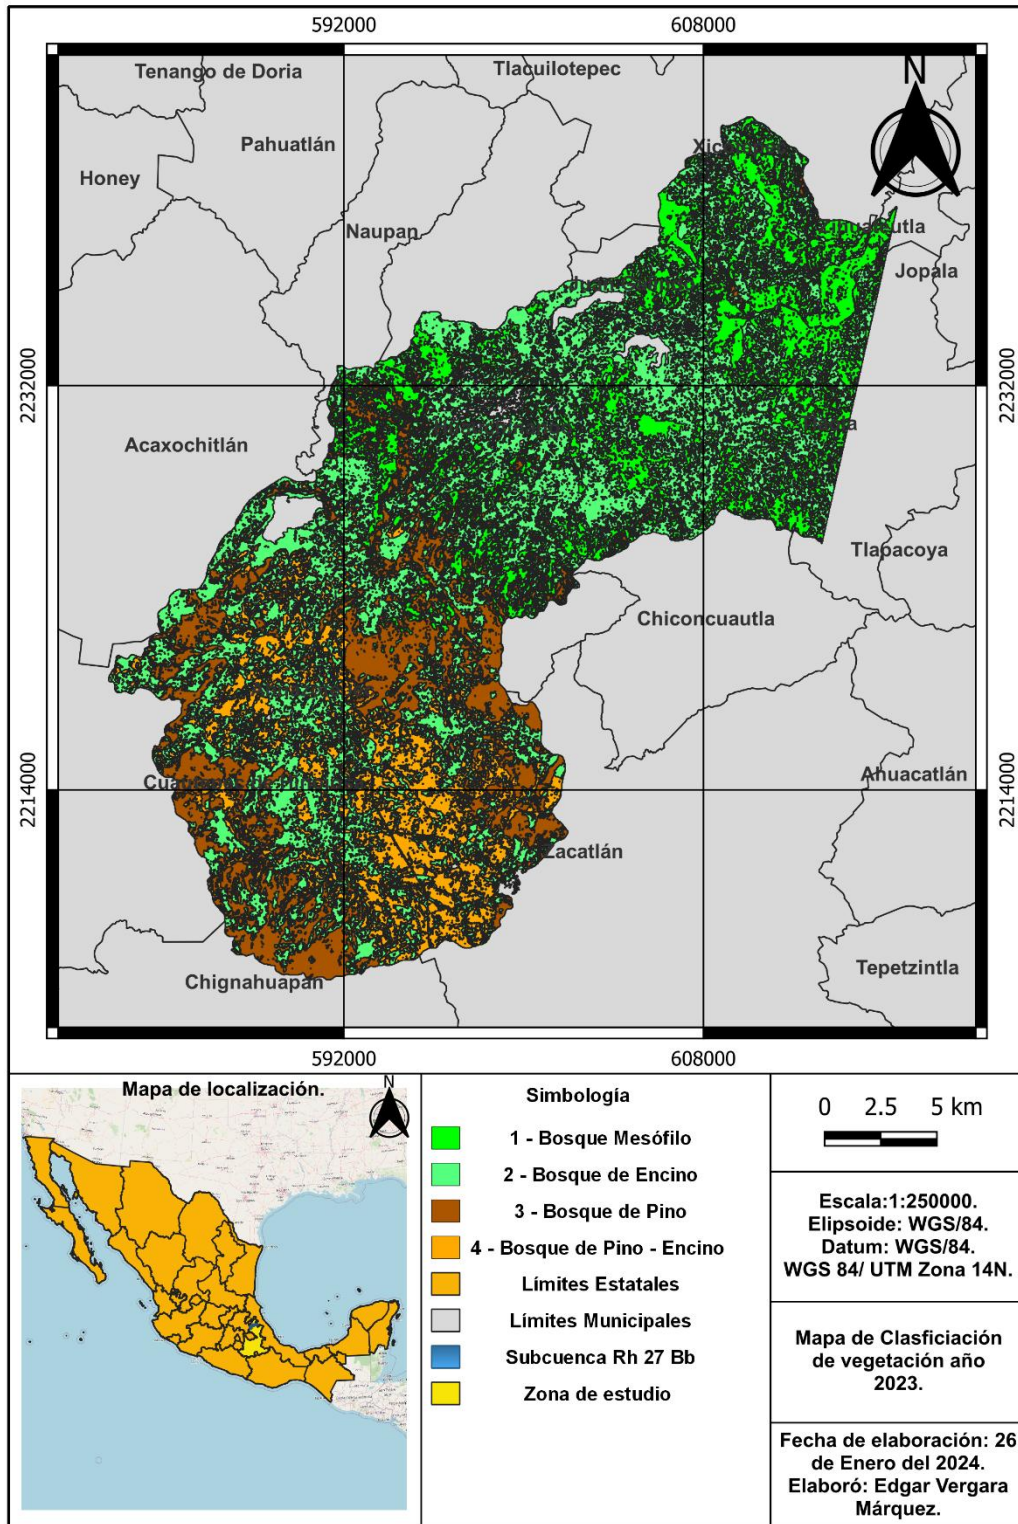 592000
608000
Tenango de Doria
Tlacuilotepec
N
Pahuatlán
Honey
Naupan
Jopala
2232000
2232000
Acaxochitlán
Tlapacoya
Chiconcuautla
2214000
2214000
Ahuacatlán
Zacatlán
Tepetzintla
Chignahuapan
592000
608000
Mapa de localización.
N
Simbología
1 - Bosque Mesófilo
2 - Bosque de Encino
3 - Bosque de Pino
4 - Bosque de Pino - Encino
Límites Estatales
Límites Municipales
Subcuenca Rh 27 Bb
Zona de estudio
0 2.5 5 km
Escala:1:250000.
Elipsoide: WGS/84.
Datum: WGS/84.
WGS 84/ UTM Zona 14N.
Mapa de Clasficiación
de vegetación año
2023.
Fecha de elaboración: 26
de Enero del 2024.
Elaboró: Edgar Vergara
Márquez.